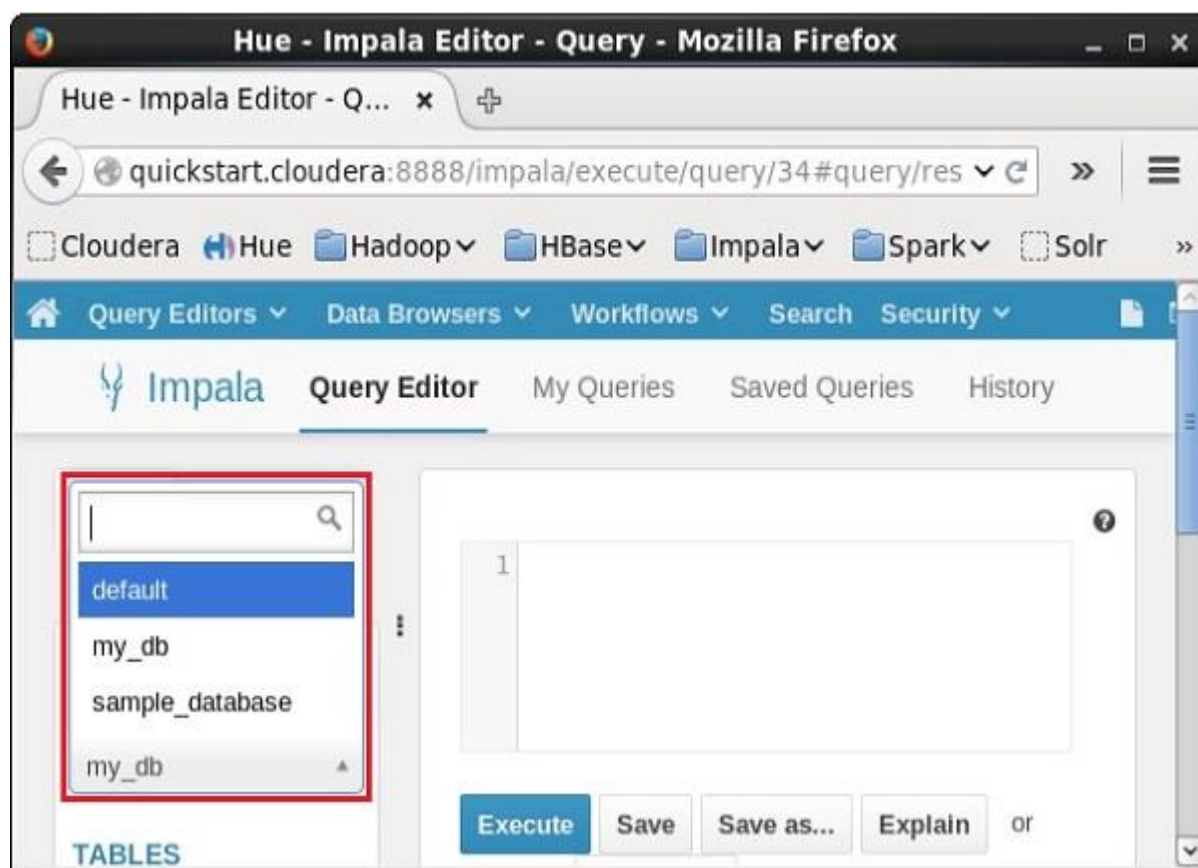 Hue - Impala Editor - Query - Mozilla Firefox
Hue - Impala Editor - Q...
quickstart.cloudera:8888/impala/execute/query/34#query/res
Cloudera Hue Hadoop HBase Impala Spark Solr »
Query Editors Data Browsers Workflows Search Security
Impala Query Editor My Queries Saved Queries History
default
my_db
sample_database
my_db
1
Execute Save Save as... Explain or
TABLES